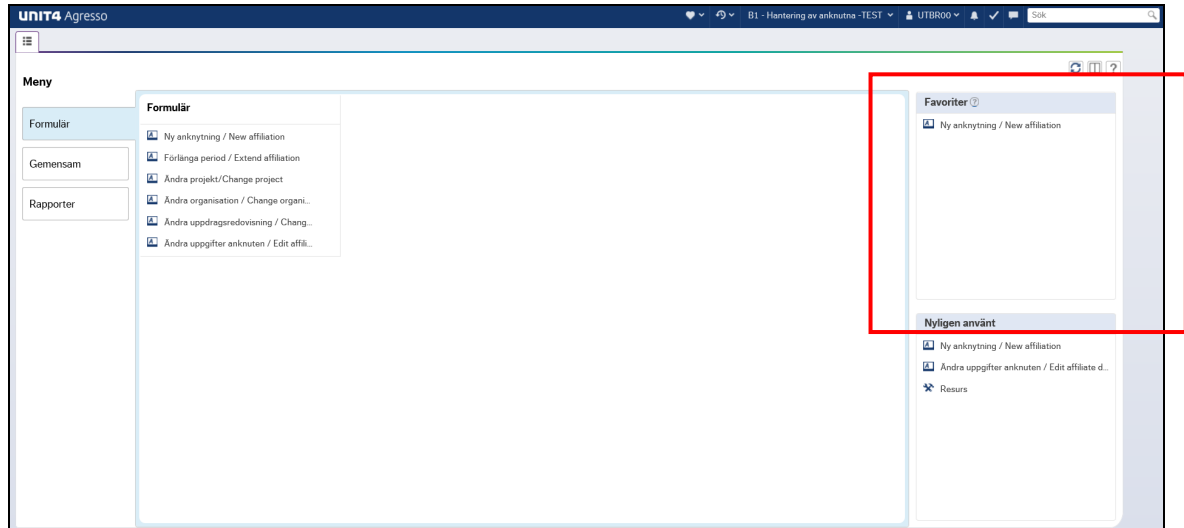 UNIT4 Agresso
B1 - Hantering av anknutna -TEST
UTBR00
Sök
Meny
Formulär
Gemensam
Rapporter
Formulär
Ny anknytning / New affiliation
Förlänga period / Extend affiliation
Ändra projekt/Change project
Ändra organisation / Change organi...
Ändra uppdragsredovisning / Chang...
Ändra uppgifter anknuten / Edit affili...
Favoriter ?
Ny anknytning / New affiliation
Nyligen använt
Ny anknytning / New affiliation
Ändra uppgifter anknuten / Edit affiliate d...
Resurs